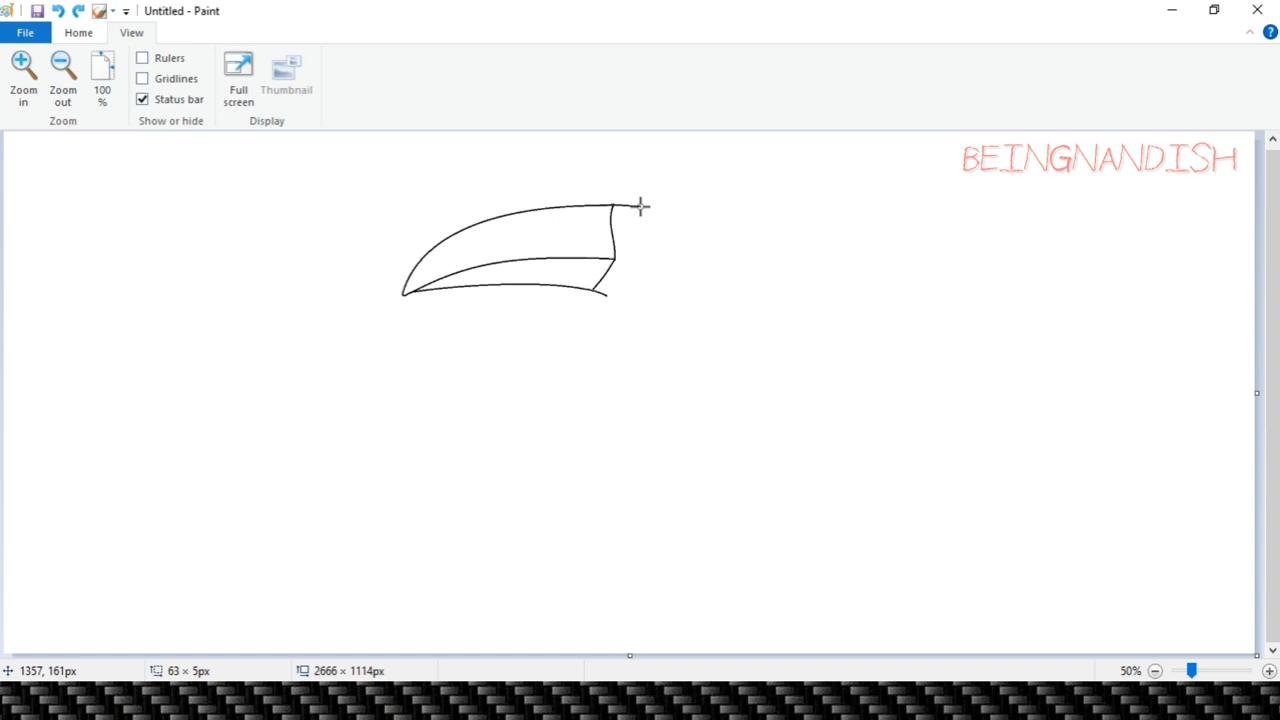 Untitled - Paint
File
Home
View
Zoom in
Zoom out
100 %
Rulers
Gridlines
Status bar
Full screen
Thumbnail
Zoom
Show or hide
Display
BEINGNANDISH
1357, 161px
63 × 5px
2666 × 1114px
50%